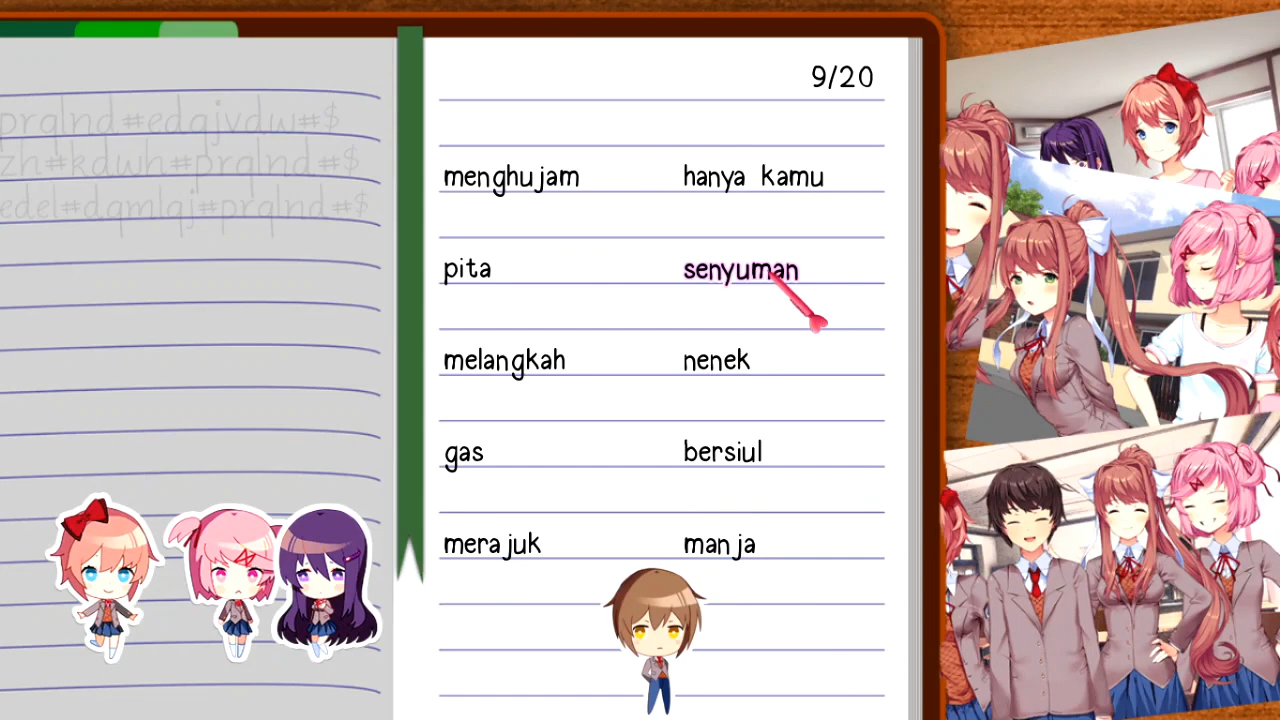 prqlnd#edqjvdw#$
zh#kdwh#prqlnd#$
edel#dqmlqj#prqlnd#$
9/20
menghujam hanya kamu
pita senyuman
melangkah nenek
gas bersiul
merajuk manja